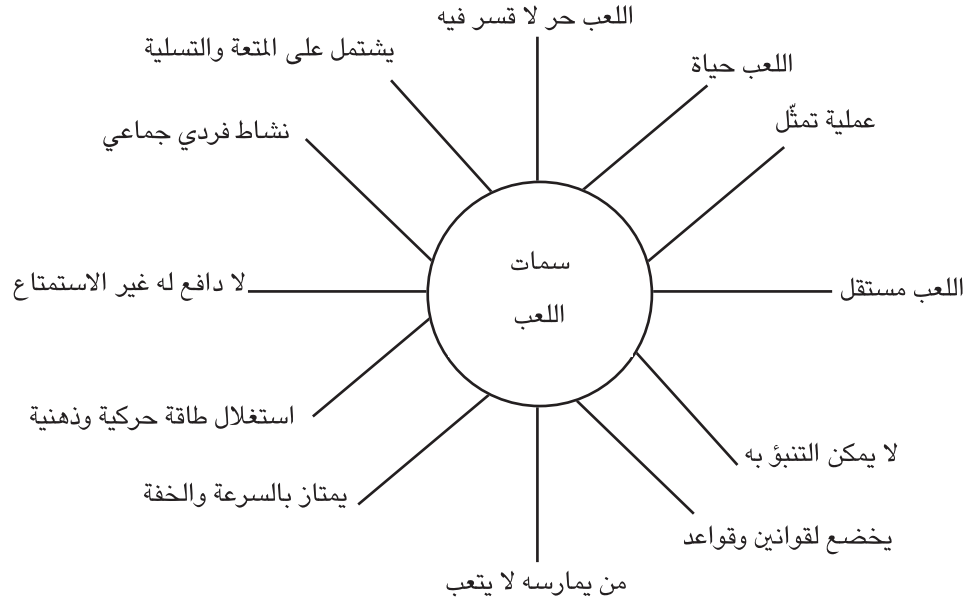 اللعب حر لا قسر فيه
يشتمل على المتعة والتسلية
اللعب حياة
عملية تمثّل
نشاط فردي جماعي
سمات
اللعب
لا دافع له غير الاستمتاع
اللعب مستقل
استغلال طاقة حركية وذهنية
لا يمكن التنبؤ به
يمتاز بالسرعة والخفة
يخضع لقوانين وقواعد
من يمارسه لا يتعب